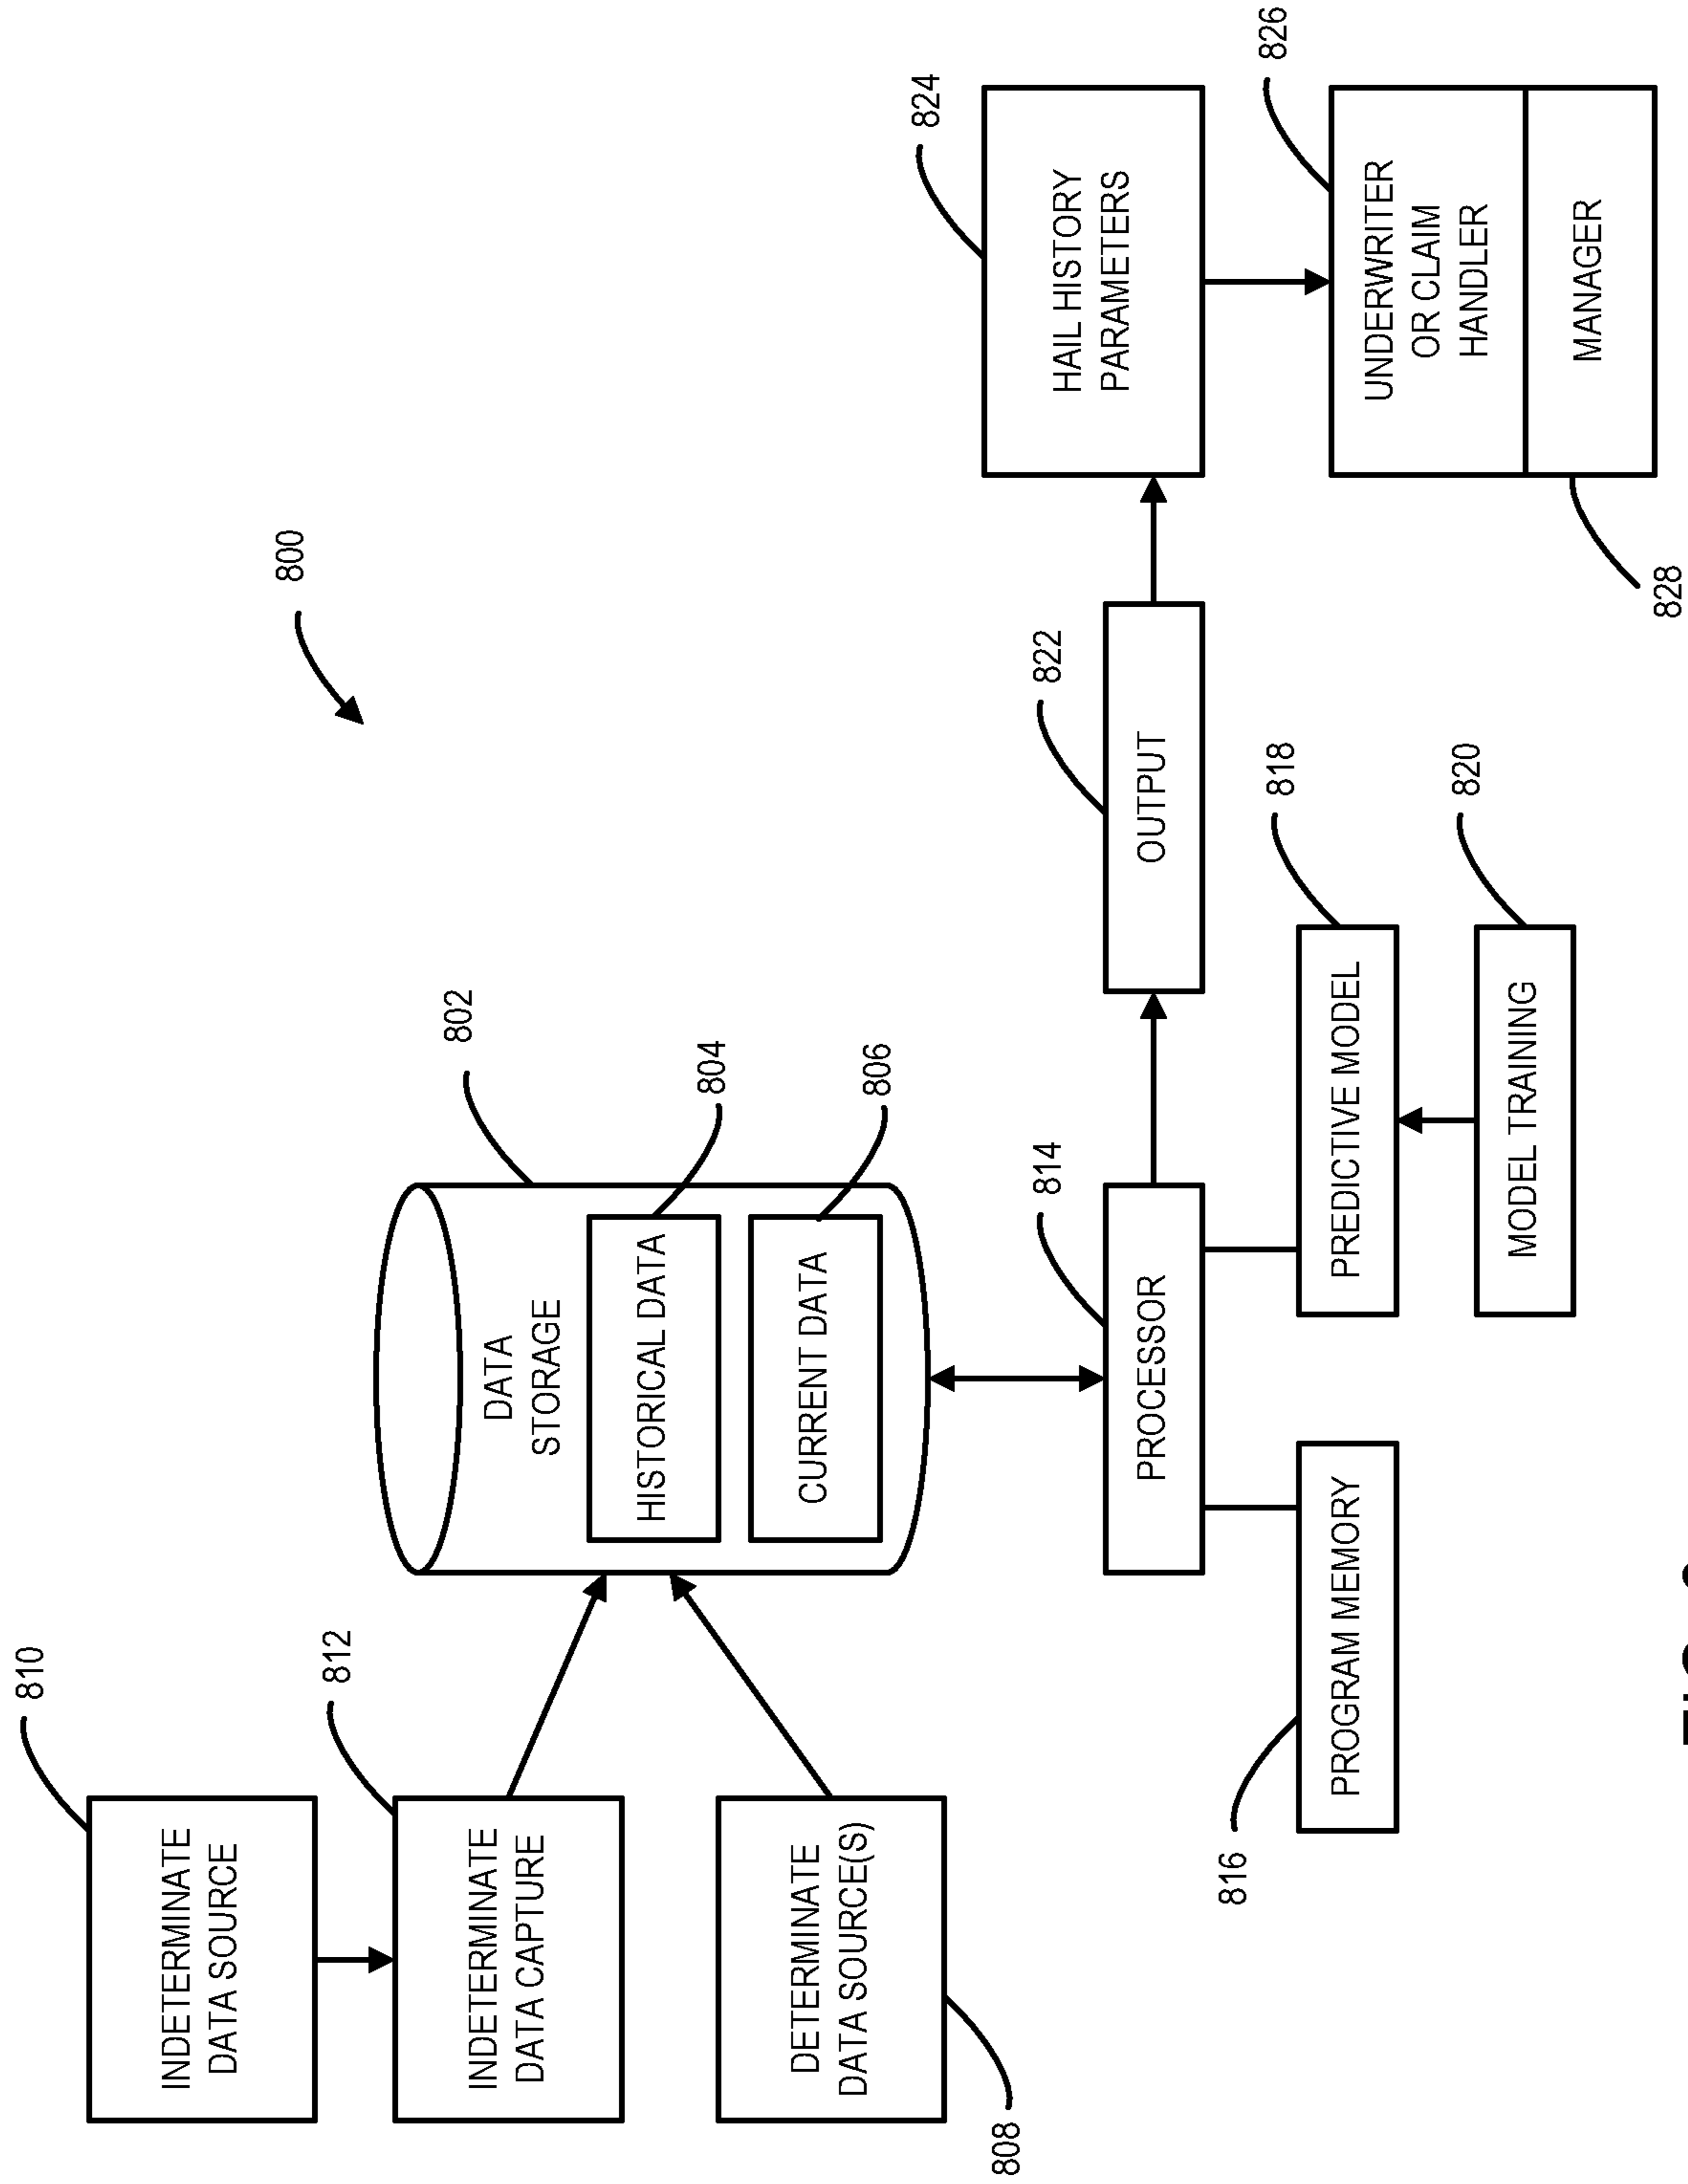 810
INDETERMINATE
DATA SOURCE
800
812
802
INDETERMINATE
DATA CAPTURE
DATA
STORAGE
HISTORICAL DATA
804
DETERMINATE
DATA SOURCE(S)
CURRENT DATA
806
808
814
PROCESSOR
822
OUTPUT
824
HAIL HISTORY
PARAMETERS
816
PROGRAM MEMORY
818
PREDICTIVE MODEL
820
MODEL TRAINING
826
UNDERWRITER
OR CLAIM
HANDLER
MANAGER
828